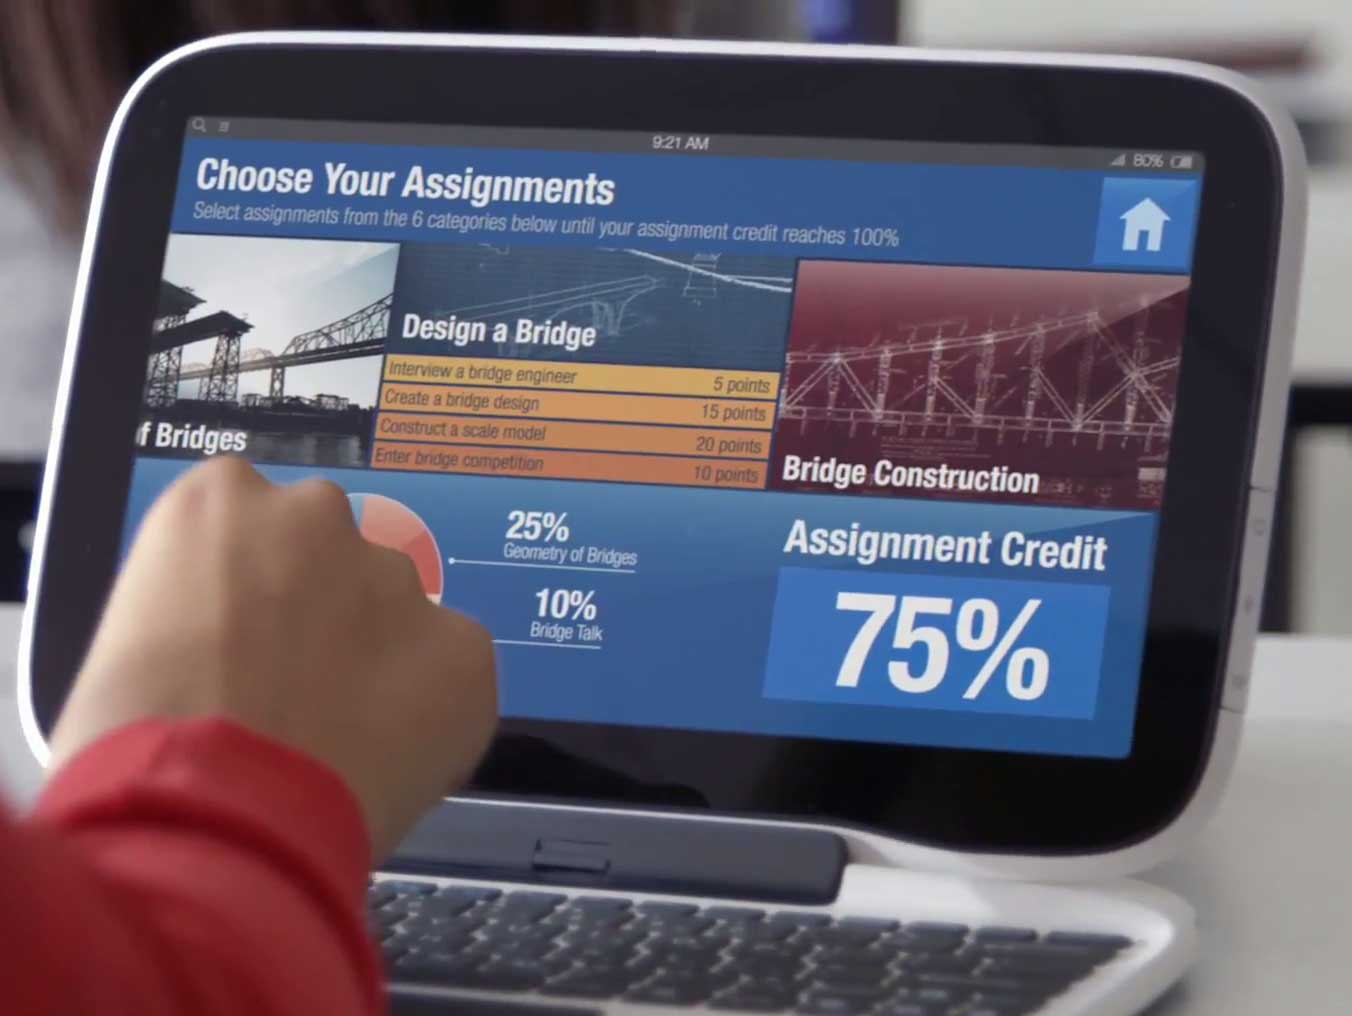 9:21 AM
80%
Choose Your Assignments
Select assignments from the 6 categories below until your assignment credit reaches 100%
f Bridges
Design a Bridge
Interview a bridge engineer 5 points
Create a bridge design 15 points
Construct a scale model 20 points
Enter bridge competition 10 points
Bridge Construction
25%
Geometry of Bridges
10%
Bridge Talk
Assignment Credit
75%